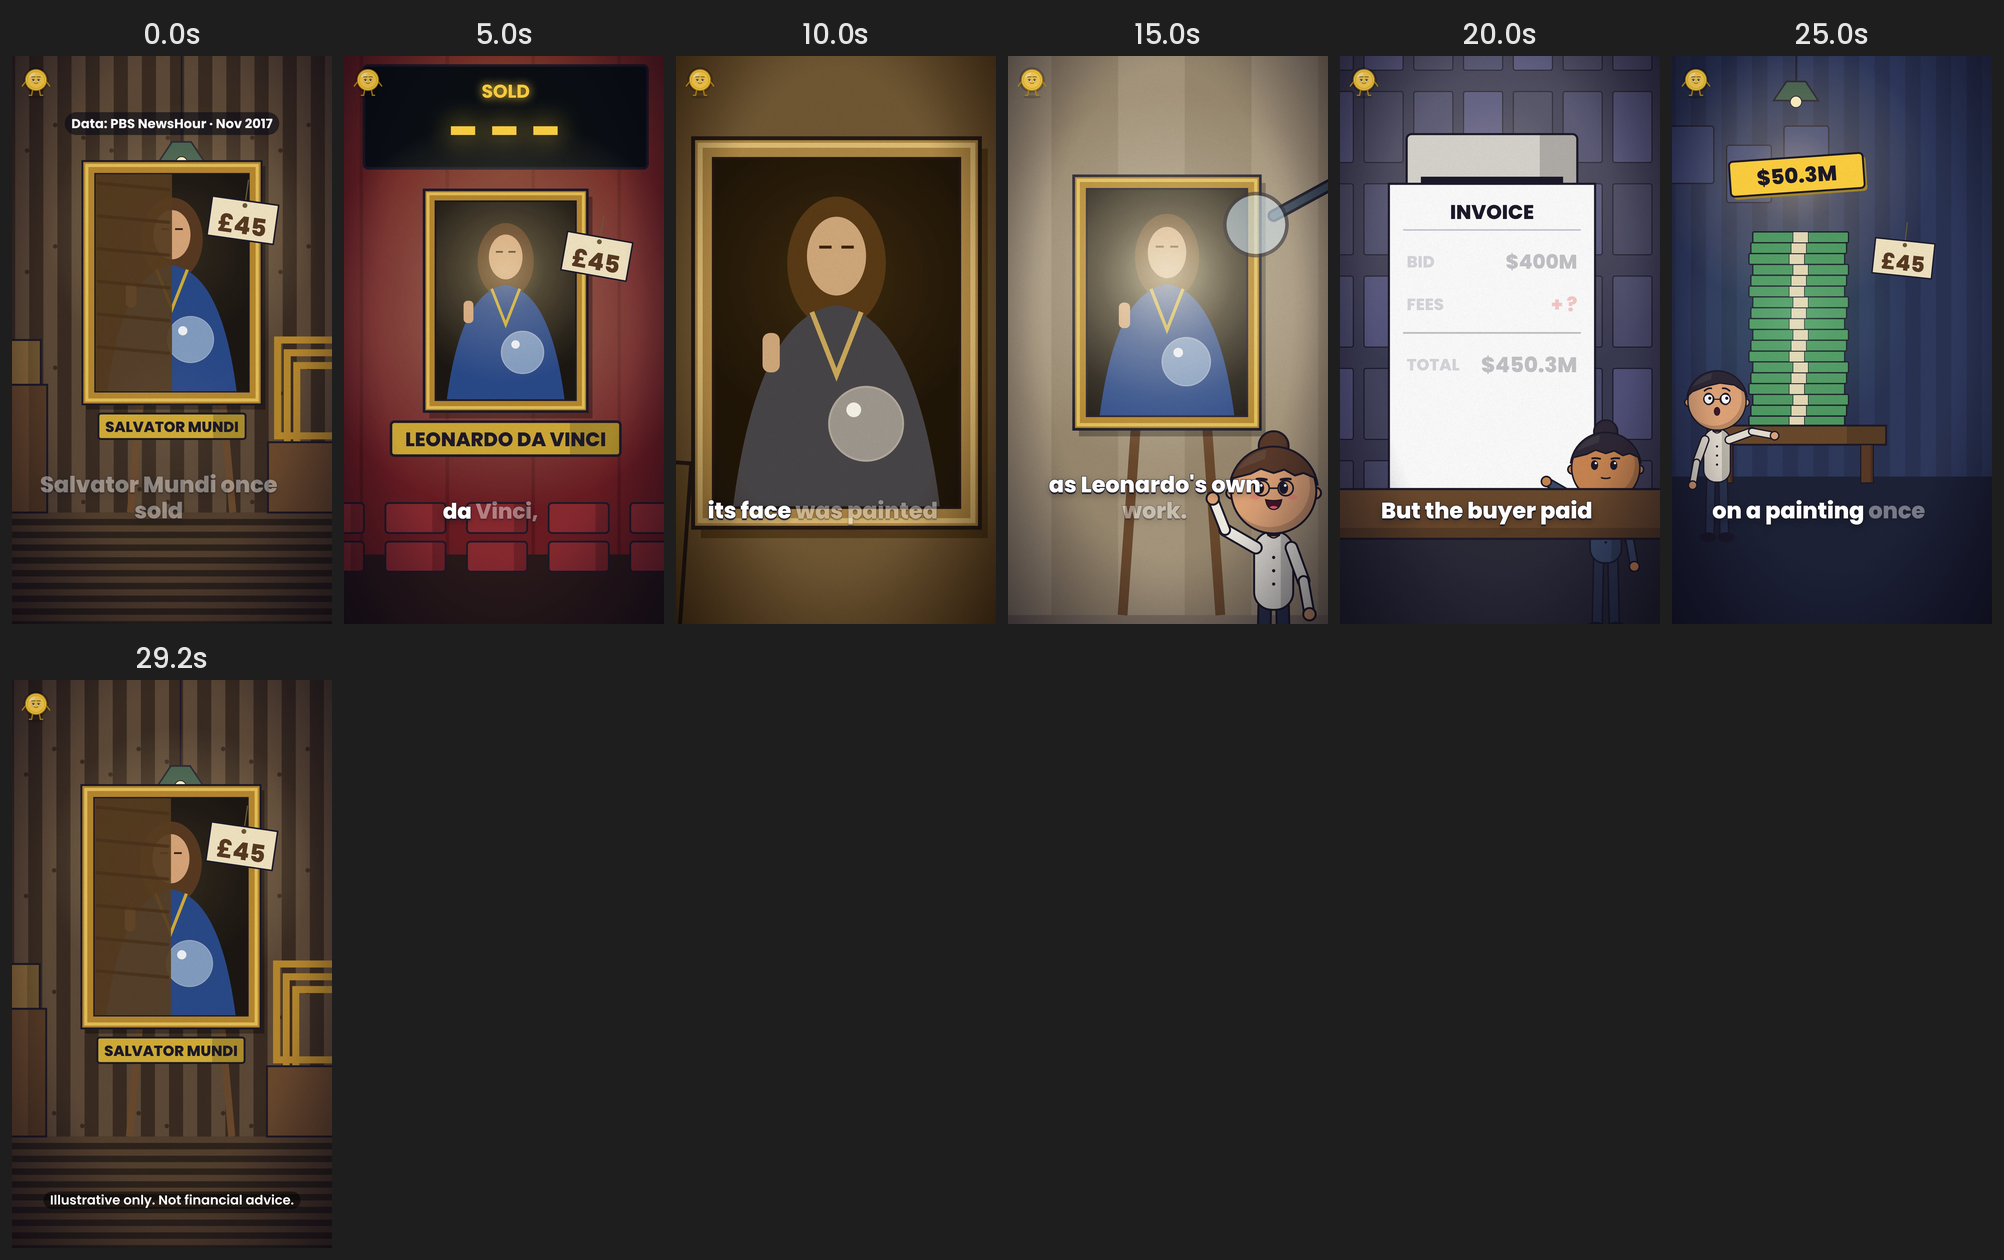 0.0s
5.0s
10.0s
15.0s
20.0s
25.0s
Data: PBS NewsHour · Nov 2017
£45
SALVATOR MUNDI
Salvator Mundi once
sold
SOLD
£45
LEONARDO DA VINCI
da Vinci,
its face was painted
as Leonardo's own
work.
INVOICE
BID $400M
FEES + ?
TOTAL $450.3M
But the buyer paid
$50.3M
£45
on a painting once
29.2s
£45
SALVATOR MUNDI
Illustrative only. Not financial advice.